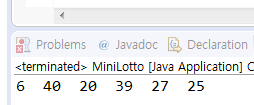 Problems @ Javadoc Declaration
<terminated> MiniLotto [Java Application] C
6 40 20 39 27 25